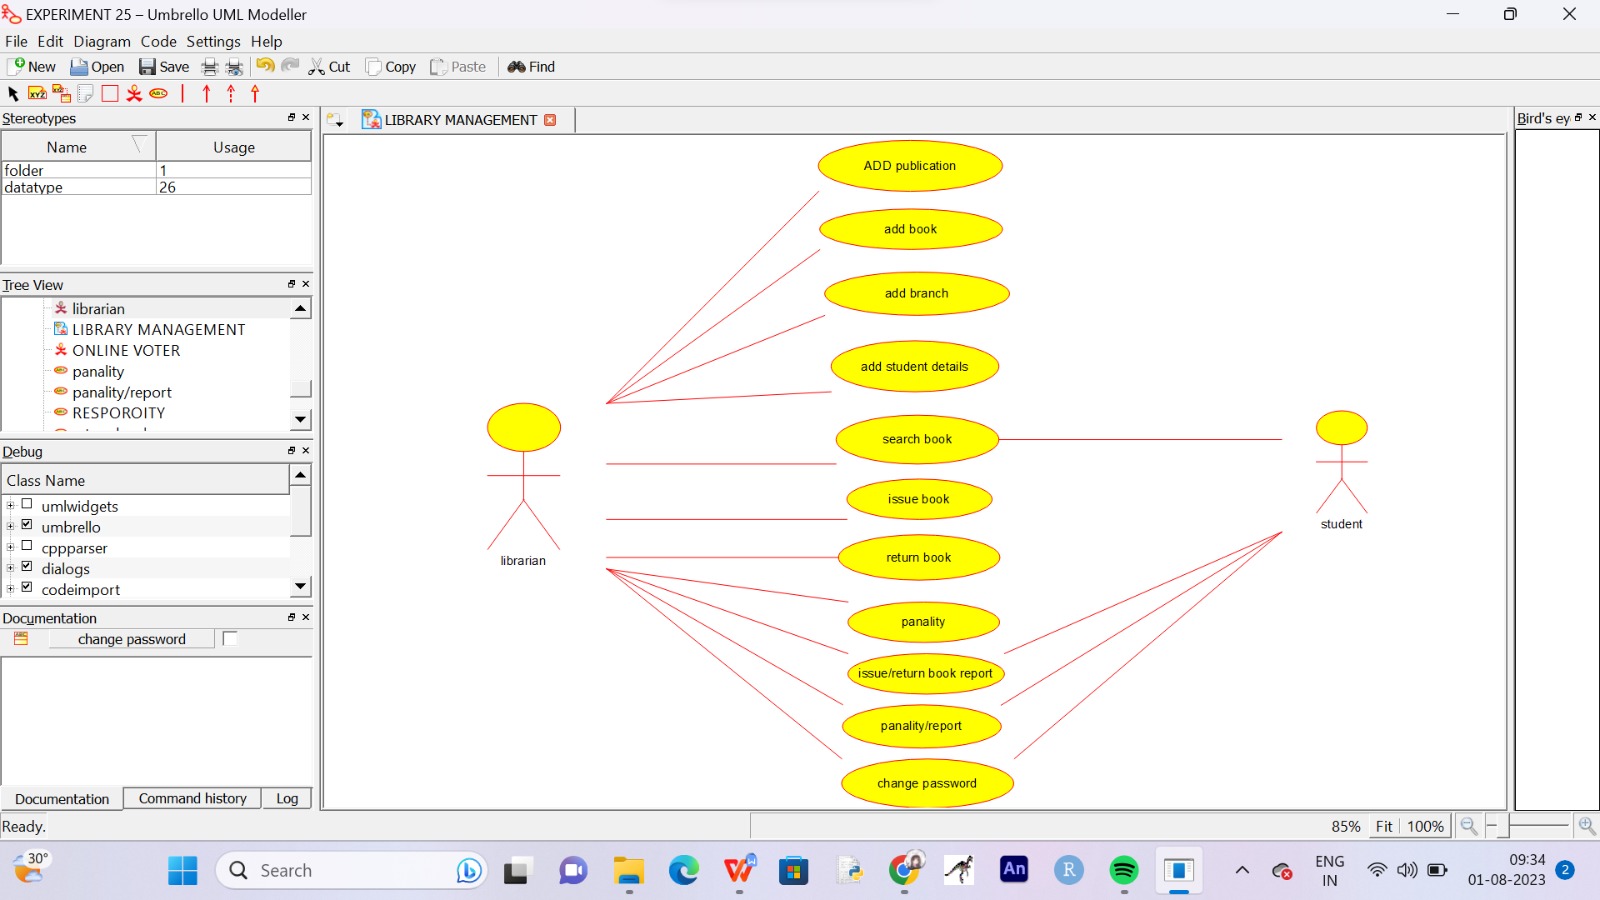 EXPERIMENT 25 – Umbrello UML Modeller
File Edit Diagram Code Settings Help
New Open Save Cut Copy Paste Find
Stereotypes
Name Usage
folder 1
datatype 26
Tree View
librarian
LIBRARY MANAGEMENT
ONLINE VOTER
panality
panality/report
RESPOROITY
Debug
Class Name
umlwidgets
umbrello
cppparser
dialogs
codeimport
Documentation
change password
Documentation Command history Log
Ready.
LIBRARY MANAGEMENT
ADD publication
add book
add branch
add student details
search book
issue book
return book
panality
issue/return book report
panality/report
change password
librarian
student
Bird's ey
85% Fit 100%
30°
Search
An
R
ENG
IN
09:34
01-08-2023
2